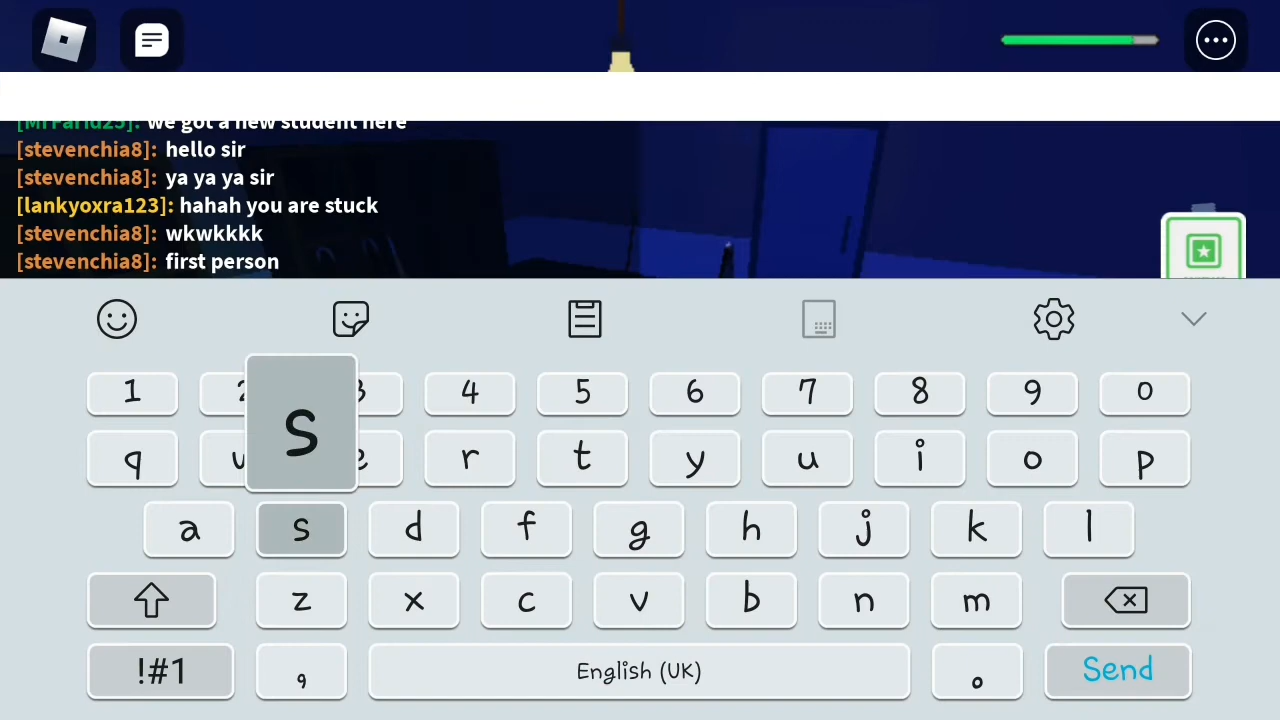 [MrFarid25]: we got a new student here
[stevenchia8]: hello sir
[stevenchia8]: ya ya ya sir
[lankyoxra123]: hahah you are stuck
[stevenchia8]: wkwkkkk
[stevenchia8]: first person
1 2 3 4 5 6 7 8 9 0
s
q w e r t y u i o p
a s d f g h j k l
z x c v b n m
!#1 , English (UK) . Send